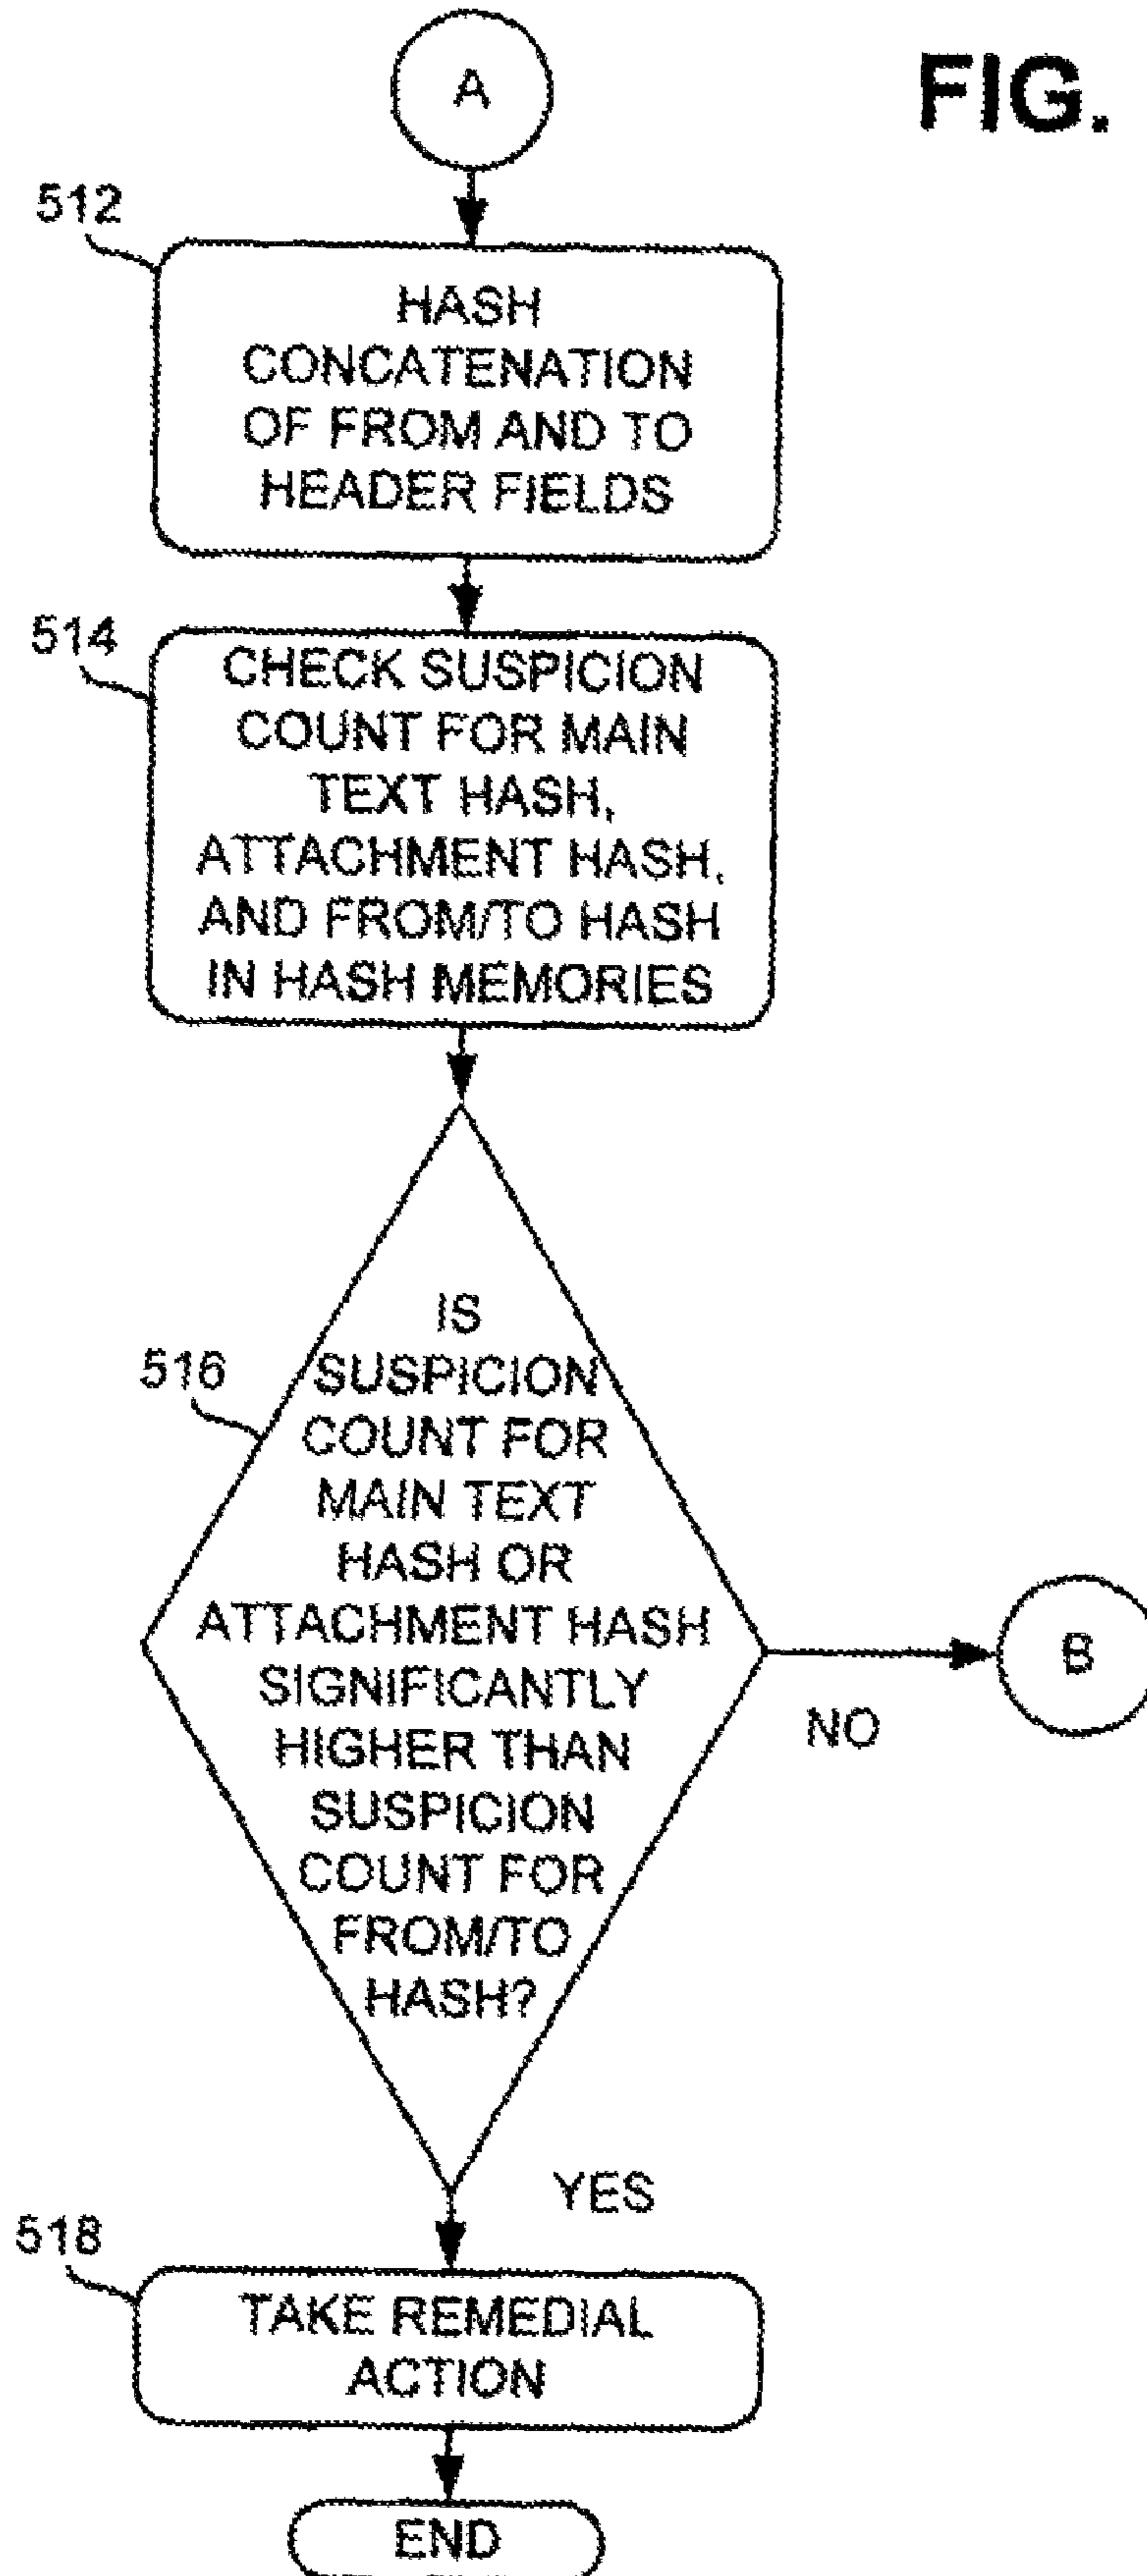 A
FIG.
512
HASH
CONCATENATION
OF FROM AND TO
HEADER FIELDS
514
CHECK SUSPICION
COUNT FOR MAIN
TEXT HASH,
ATTACHMENT HASH,
AND FROM/TO HASH
IN HASH MEMORIES
516
IS
SUSPICION
COUNT FOR
MAIN TEXT
HASH OR
ATTACHMENT HASH
SIGNIFICANTLY
HIGHER THAN
SUSPICION
COUNT FOR
FROM/TO
HASH?
B
NO
YES
518
TAKE REMEDIAL
ACTION
END